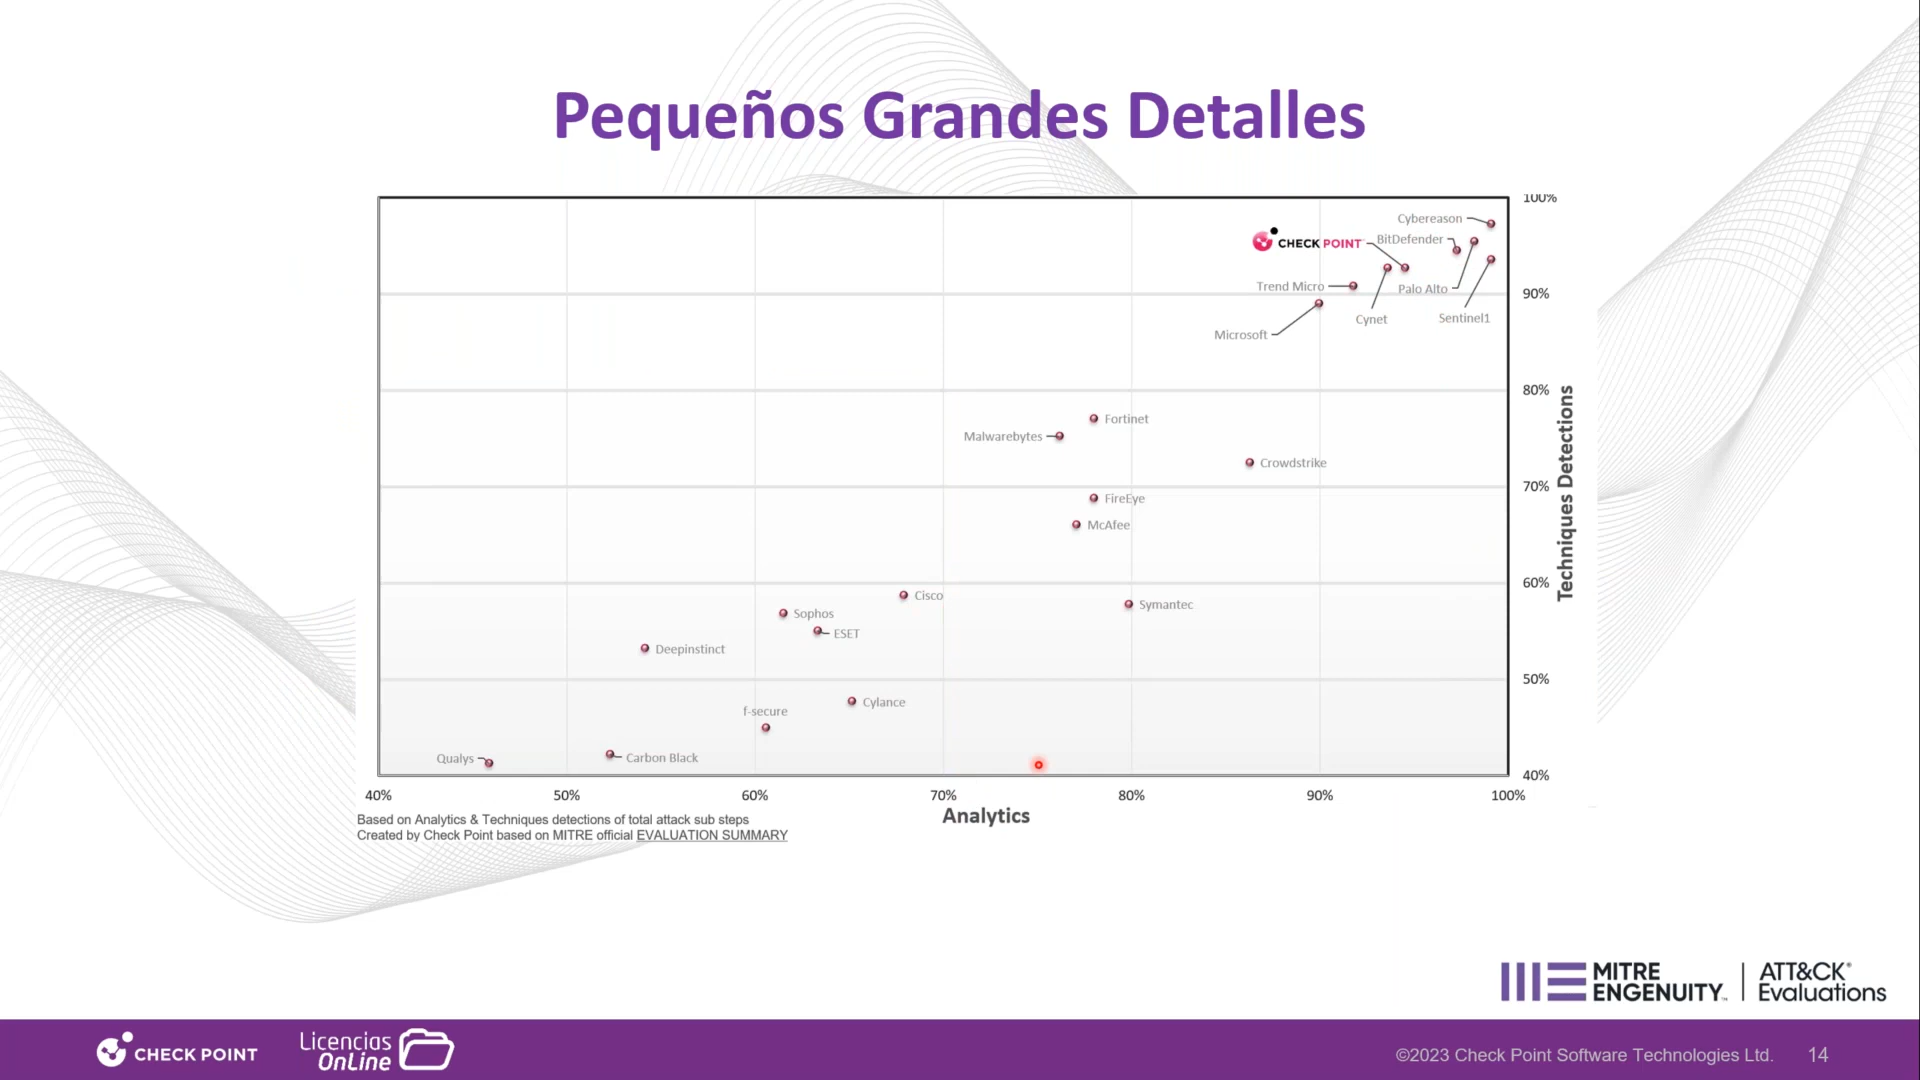 Pequeños Grandes Detalles
100%
Cybereason
CHECK POINT
BitDefender
Trend Micro
Palo Alto
90%
Cynet
Sentinel1
Microsoft
80%
Fortinet
Malwarebytes
Crowdstrike
70%
FireEye
McAfee
Techniques Detections
60%
Cisco
Symantec
Sophos
ESET
Deepinstinct
50%
Cylance
f-secure
Qualys
Carbon Black
40%
40%
50%
60%
70%
80%
90%
100%
Analytics
Based on Analytics & Techniques detections of total attack sub steps
Created by Check Point based on MITRE official EVALUATION SUMMARY
MITRE
ENGENUITY™
ATT&CK®
Evaluations
CHECK POINT
Licencias
OnLine
©2023 Check Point Software Technologies Ltd.
14